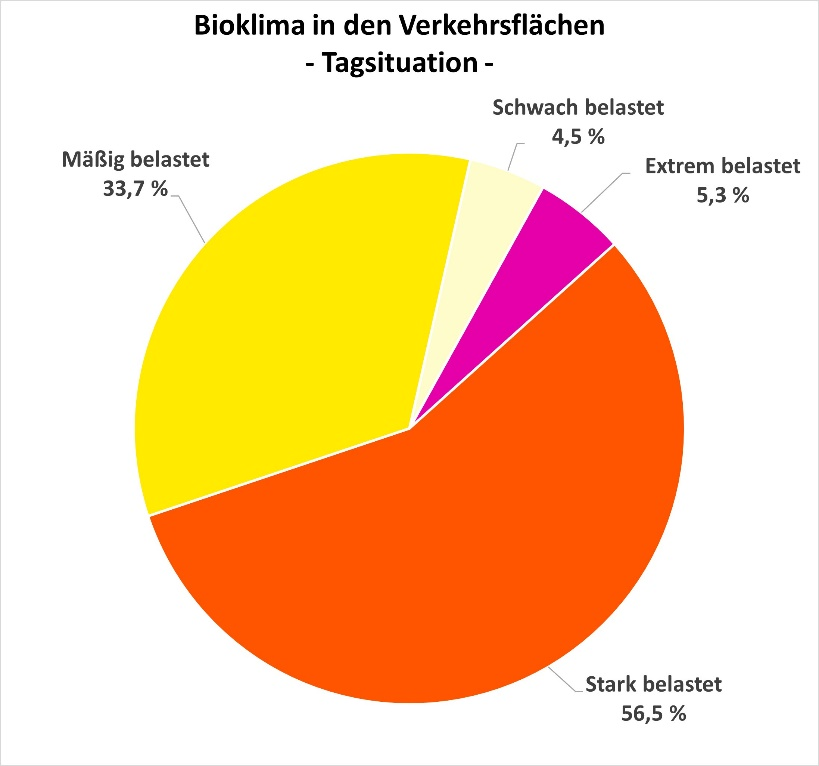 Bioklima in den Verkehrsflächen
- Tagsituation -
Schwach belastet
4,5 %
Extrem belastet
5,3 %
Mäßig belastet
33,7 %
Stark belastet
56,5 %